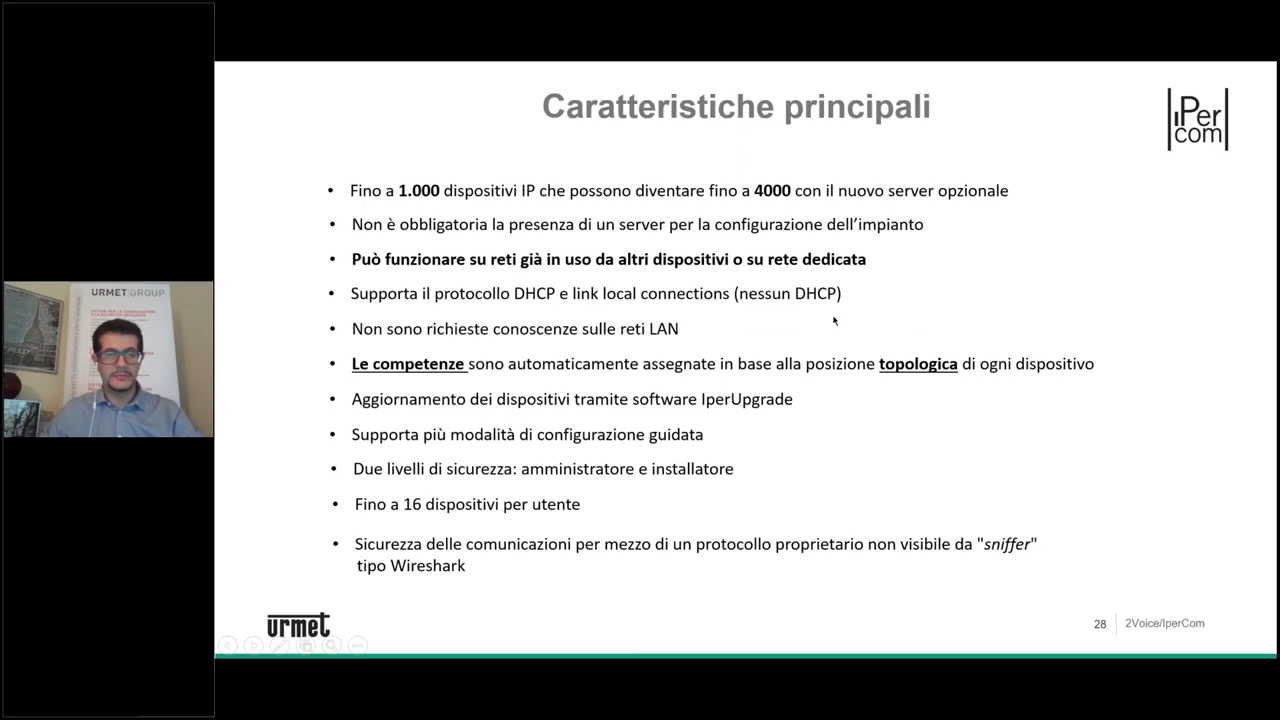 Caratteristiche principali
iPer
com
• Fino a 1.000 dispositivi IP che possono diventare fino a 4000 con il nuovo server opzionale
• Non è obbligatoria la presenza di un server per la configurazione dell’impianto
• Può funzionare su reti già in uso da altri dispositivi o su rete dedicata
• Supporta il protocollo DHCP e link local connections (nessun DHCP)
• Non sono richieste conoscenze sulle reti LAN
• Le competenze sono automaticamente assegnate in base alla posizione topologica di ogni dispositivo
• Aggiornamento dei dispositivi tramite software IperUpgrade
• Supporta più modalità di configurazione guidata
• Due livelli di sicurezza: amministratore e installatore
• Fino a 16 dispositivi per utente
• Sicurezza delle comunicazioni per mezzo di un protocollo proprietario non visibile da "sniffer"
tipo Wireshark
URMET GROUP
urmet
28
2Voice/IperCom